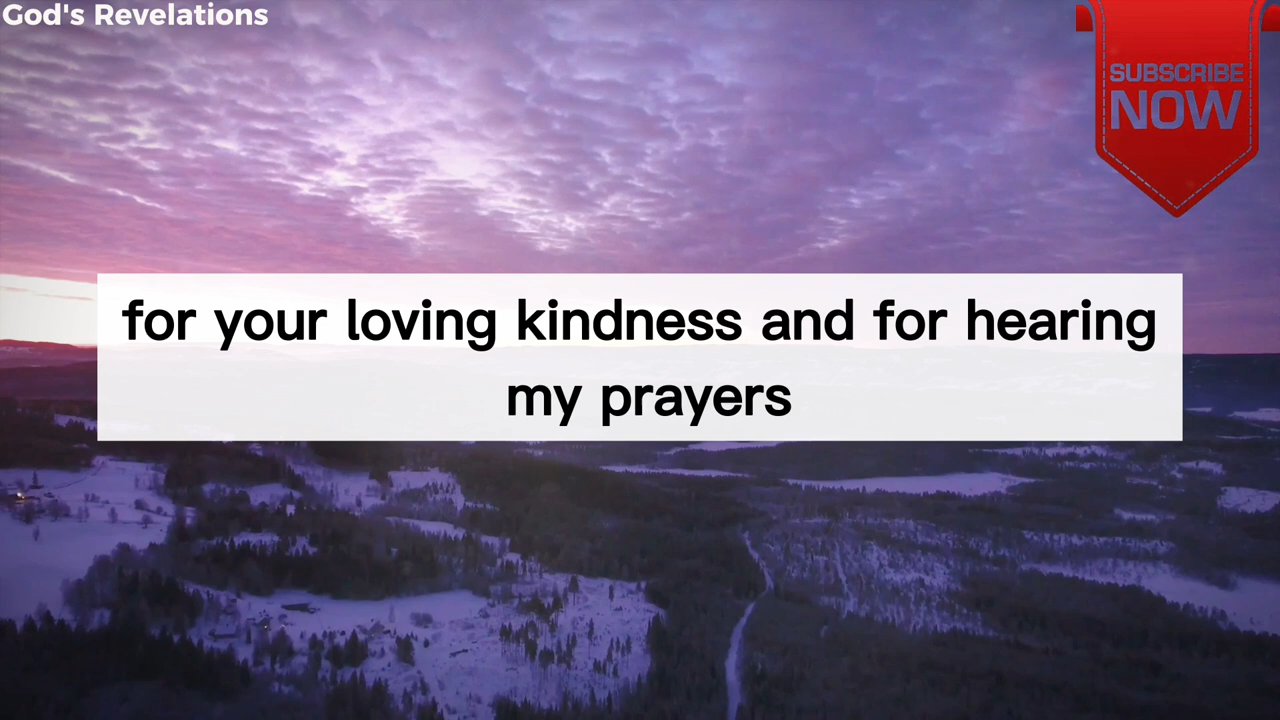 God's Revelations
SUBSCRIBE
NOW
for your loving kindness and for hearing
my prayers